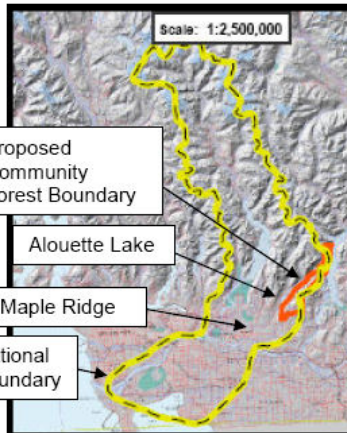 Scale: 1:2,500,000
roposed
ommunity
orest Boundary
Alouette Lake
Maple Ridge
tional
undary